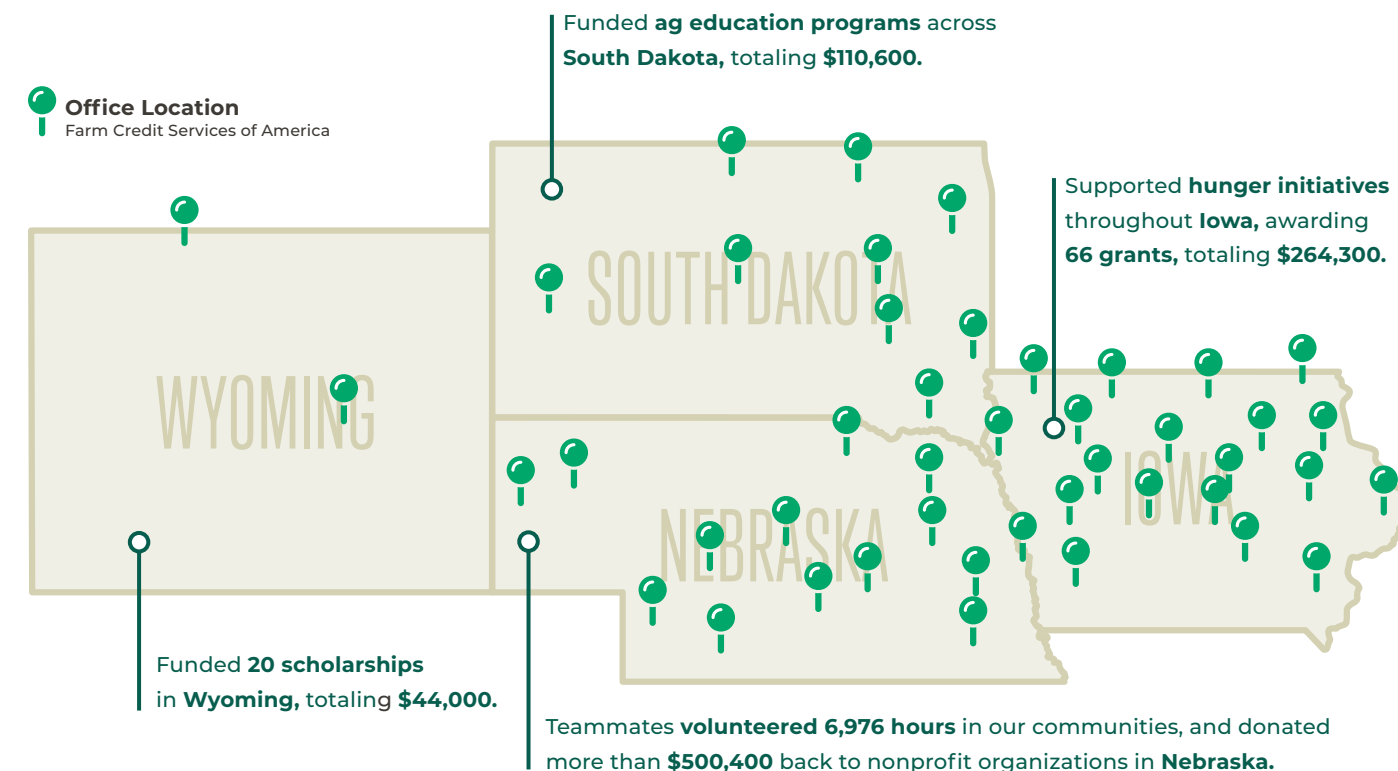 Funded ag education programs across
South Dakota, totaling $110,600.
Office Location
Farm Credit Services of America
Supported hunger initiatives
throughout Iowa, awarding
66 grants, totaling $264,300.
SOUTH DAKOTA
WYOMING
IOWA
NEBRASKA
Funded 20 scholarships
in Wyoming, totaling $44,000.
Teammates volunteered 6,976 hours in our communities, and donated
more than $500,400 back to nonprofit organizations in Nebraska.